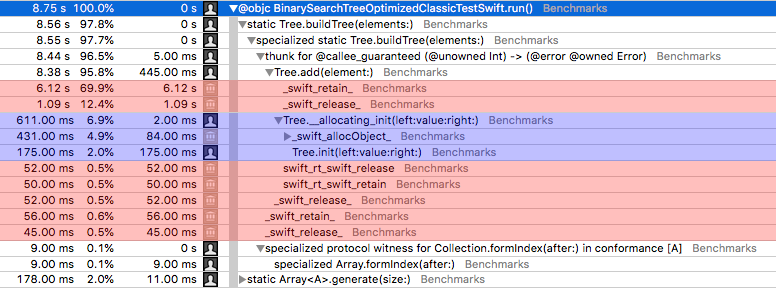 8.75 s 100.0% 0 s ▼@objc BinarySearchTreeOptimizedClassicTestSwift.run() Benchmarks
8.56 s 97.8% 0 s ▼static Tree.buildTree(elements:) Benchmarks
8.55 s 97.7% 0 s ▼specialized static Tree.buildTree(elements:) Benchmarks
8.44 s 96.5% 5.00 ms ▼thunk for @callee_guaranteed (@unowned Int) -> (@error @owned Error) Benchmarks
8.38 s 95.8% 445.00 ms ▼Tree.add(element:) Benchmarks
6.12 s 69.9% 6.12 s _swift_retain_ Benchmarks
1.09 s 12.4% 1.09 s _swift_release_ Benchmarks
611.00 ms 6.9% 2.00 ms ▼Tree.__allocating_init(left:value:right:) Benchmarks
431.00 ms 4.9% 84.00 ms ▶_swift_allocObject_ Benchmarks
175.00 ms 2.0% 175.00 ms Tree.init(left:value:right:) Benchmarks
52.00 ms 0.5% 52.00 ms swift_rt_swift_release Benchmarks
50.00 ms 0.5% 50.00 ms swift_rt_swift_retain Benchmarks
52.00 ms 0.5% 52.00 ms _swift_release_ Benchmarks
56.00 ms 0.6% 56.00 ms _swift_retain_ Benchmarks
45.00 ms 0.5% 45.00 ms _swift_release_ Benchmarks
9.00 ms 0.1% 0 s ▼specialized protocol witness for Collection.formIndex(after:) in conformance [A] Benchmarks
9.00 ms 0.1% 9.00 ms specialized Array.formIndex(after:) Benchmarks
178.00 ms 2.0% 11.00 ms ▶static Array<A>.generate(size:) Benchmarks